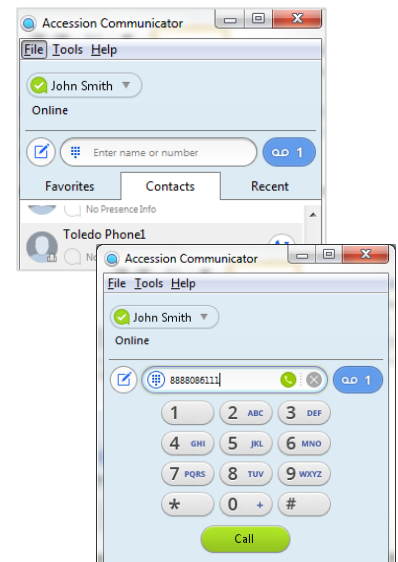 Accession Communicator
File Tools Help
John Smith
Online
Enter name or number
1
Favorites Contacts Recent
No Presence Info
Toledo Phone1
Accession Communicator
File Tools Help
John Smith
Online
8888086111
1
1 2 ABC 3 DEF
4 GHI 5 JKL 6 MNO
7 PQRS 8 TUV 9 WXYZ
* 0 + #
Call